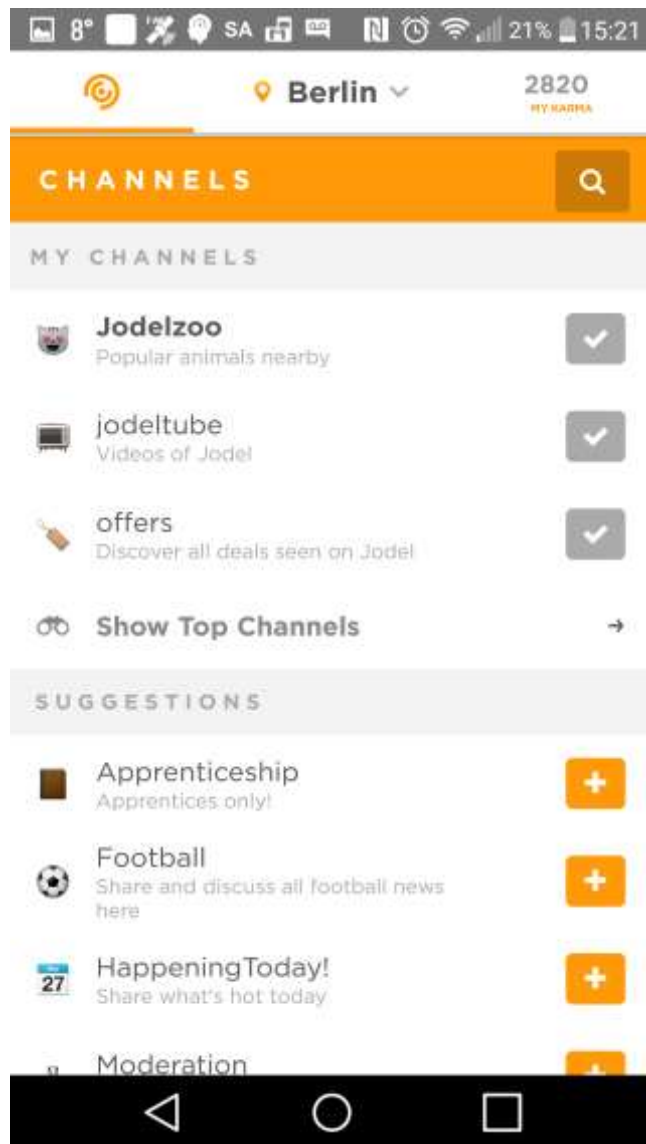 8° SA 21% 15:21
Berlin 2820
MY KARMA
CHANNELS
MY CHANNELS
Jodelzoo
Popular animals nearby
jodeltube
Videos of Jodel
offers
Discover all deals seen on Jodel
Show Top Channels
SUGGESTIONS
Apprenticeship
Apprentices only!
Football
Share and discuss all football news
here
HappeningToday!
27
Share what's hot today
Moderation